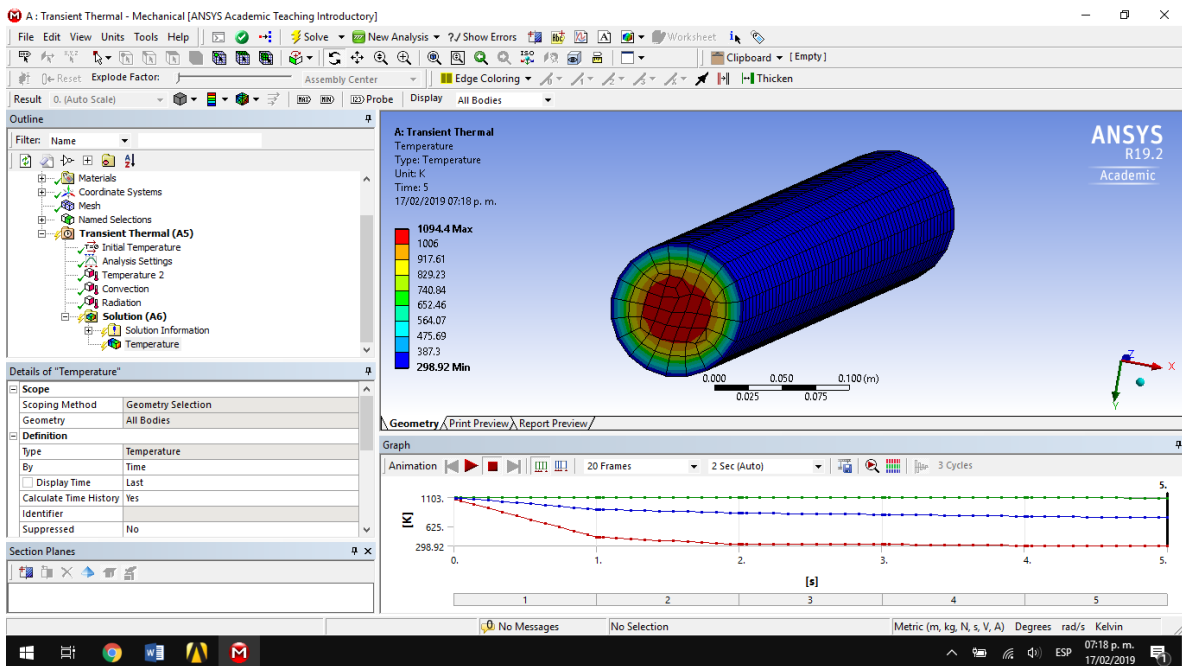 A : Transient Thermal - Mechanical [ANSYS Academic Teaching Introductory]
File Edit View Units Tools Help Solve New Analysis ?/ Show Errors Worksheet
Clipboard [Empty]
Reset Explode Factor: Assembly Center Edge Coloring Thicken
Result 0. (Auto Scale) Probe Display All Bodies
Outline
Filter: Name
Materials
Coordinate Systems
Mesh
Named Selections
Transient Thermal (A5)
Initial Temperature
Analysis Settings
Temperature 2
Convection
Radiation
Solution (A6)
Solution Information
Temperature
Details of "Temperature"
Scope
Scoping Method Geometry Selection
Geometry All Bodies
Definition
Type Temperature
By Time
Display Time Last
Calculate Time History Yes
Identifier
Suppressed No
Section Planes
A: Transient Thermal
Temperature
Type: Temperature
Unit: K
Time: 5
17/02/2019 07:18 p. m.
1094.4 Max
1006
917.61
829.23
740.84
652.46
564.07
475.69
387.3
298.92 Min
ANSYS
R19.2
Academic
0.000 0.050 0.100 (m)
0.025 0.075
Z
X
Y
Geometry Print Preview Report Preview
Graph
Animation 20 Frames 2 Sec (Auto) 3 Cycles
5.
1103.
625.
298.92
[K]
0. 1. 2. 3. 4. 5.
[s]
1 2 3 4 5
No Messages No Selection Metric (m, kg, N, s, V, A) Degrees rad/s Kelvin
ESP
07:18 p. m.
17/02/2019